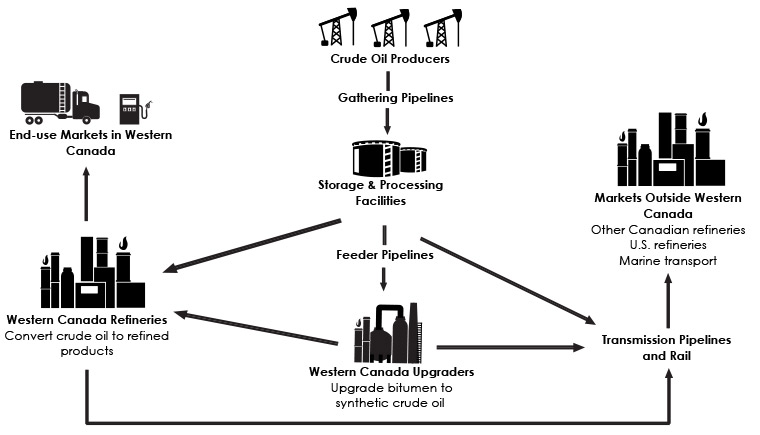 Crude Oil Producers
Gathering Pipelines
End-use Markets in Western
Canada
Storage & Processing
Facilities
Markets Outside Western
Canada
Other Canadian refineries
U.S. refineries
Marine transport
Feeder Pipelines
Western Canada Refineries
Convert crude oil to refined
products
Transmission Pipelines
and Rail
Western Canada Upgraders
Upgrade bitumen to
synthetic crude oil